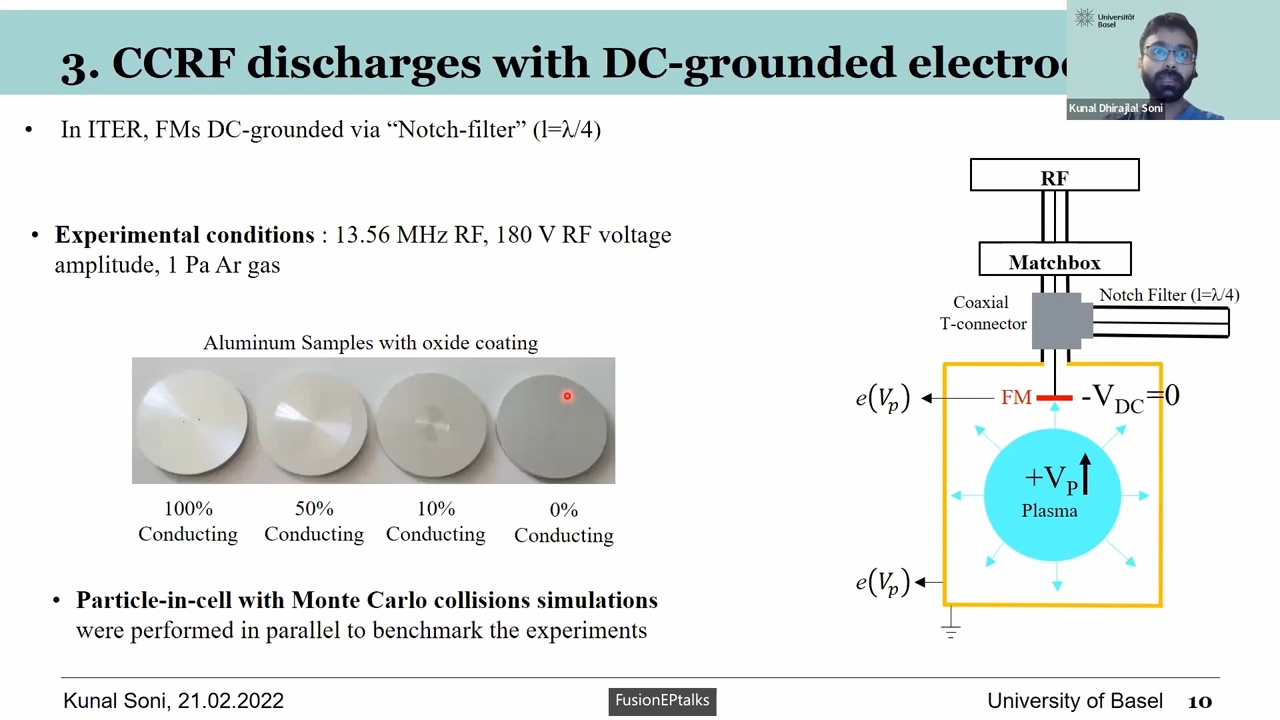 3. CCRF discharges with DC-grounded
Universität
Basel
Kunal Dhirajlal Soni
• In ITER, FMs DC-grounded via “Notch-filter” (l=λ/4)
• Experimental conditions : 13.56 MHz RF, 180 V RF voltage
amplitude, 1 Pa Ar gas
Aluminum Samples with oxide coating
100%
Conducting
50%
Conducting
10%
Conducting
0%
Conducting
• Particle-in-cell with Monte Carlo collisions simulations
were performed in parallel to benchmark the experiments
RF
Matchbox
Coaxial
T-connector
Notch Filter (l=λ/4)
e(Vₚ)
FM
-V_DC=0
+V_P
Plasma
e(Vₚ)
Kunal Soni, 21.02.2022
FusionEPtalks
University of Basel 10